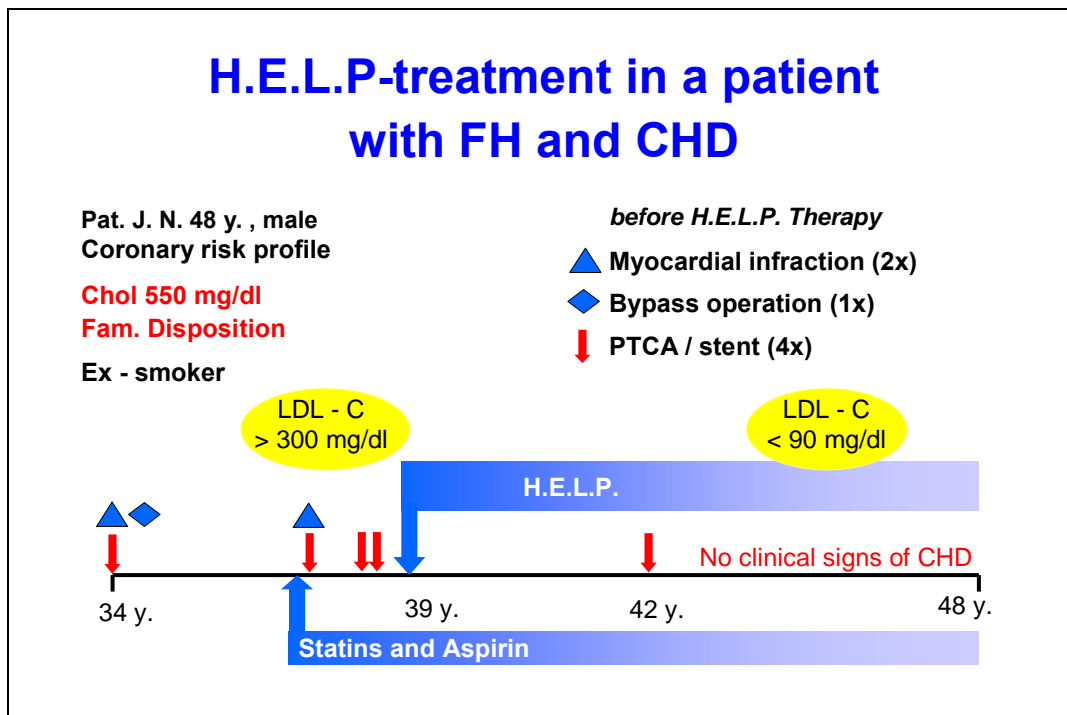 H.E.L.P-treatment in a patient
with FH and CHD
Pat. J. N. 48 y. , male
Coronary risk profile
Chol 550 mg/dl
Fam. Disposition
Ex - smoker
before H.E.L.P. Therapy
Myocardial infraction (2x)
Bypass operation (1x)
PTCA / stent (4x)
LDL - C
> 300 mg/dl
LDL - C
< 90 mg/dl
H.E.L.P.
No clinical signs of CHD
34 y.
39 y.
42 y.
48 y.
Statins and Aspirin